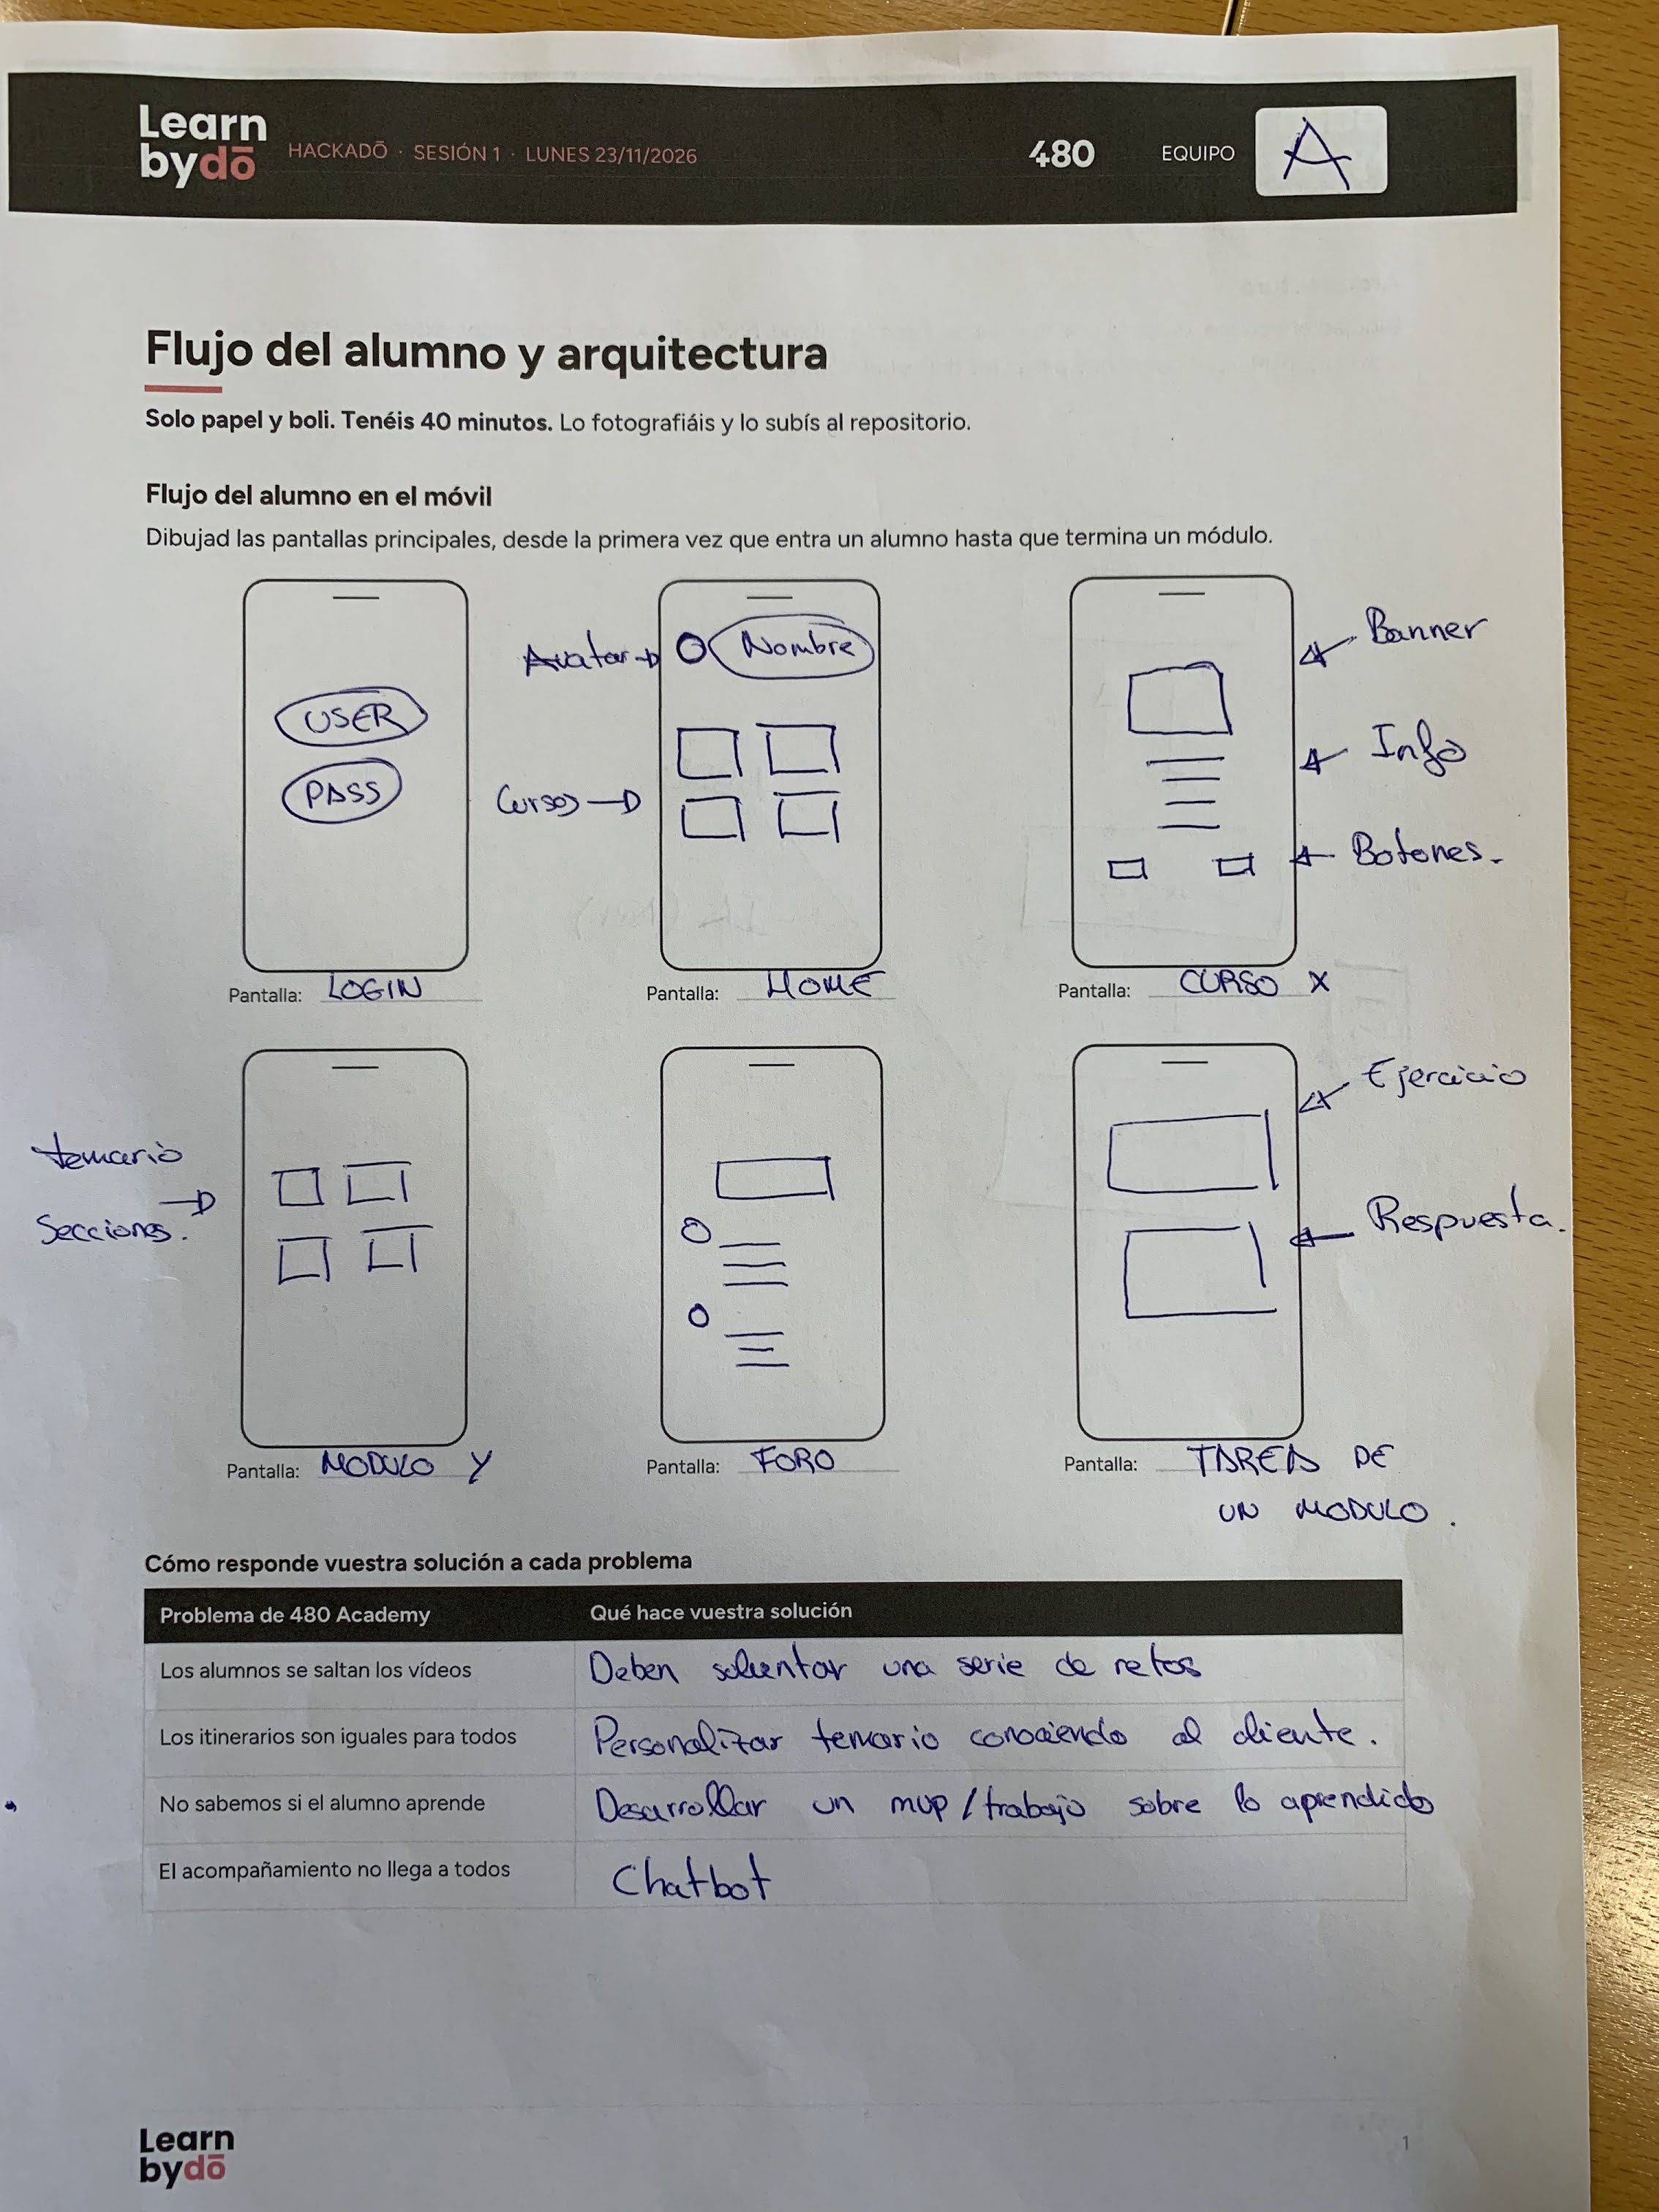 Learn
bydō
HACKADŌ · SESIÓN 1 · LUNES 23/11/2026
480
EQUIPO
A
Flujo del alumno y arquitectura
Solo papel y boli. Tenéis 40 minutos. Lo fotografiáis y lo subís al repositorio.
Flujo del alumno en el móvil
Dibujad las pantallas principales, desde la primera vez que entra un alumno hasta que termina un módulo.
USER
PASS
Pantalla: LOGIN
Avatar
Nombre
Cursos
Pantalla: HOME
Banner
Info
Botones.
Pantalla: CURSO X
temario
Secciones.
Pantalla: MODULO Y
Pantalla: FORO
Ejercicio
Respuesta.
Pantalla: TAREA DE
UN MODULO.
Cómo responde vuestra solución a cada problema
Problema de 480 Academy Qué hace vuestra solución
Los alumnos se saltan los vídeos Deben una serie de retos
Los itinerarios son iguales para todos Personalizar temario conociendo al cliente.
No sabemos si el alumno aprende Desarrollar un mvp/trabajo sobre lo aprendido
El acompañamiento no llega a todos Chatbot
Learn
bydō
1